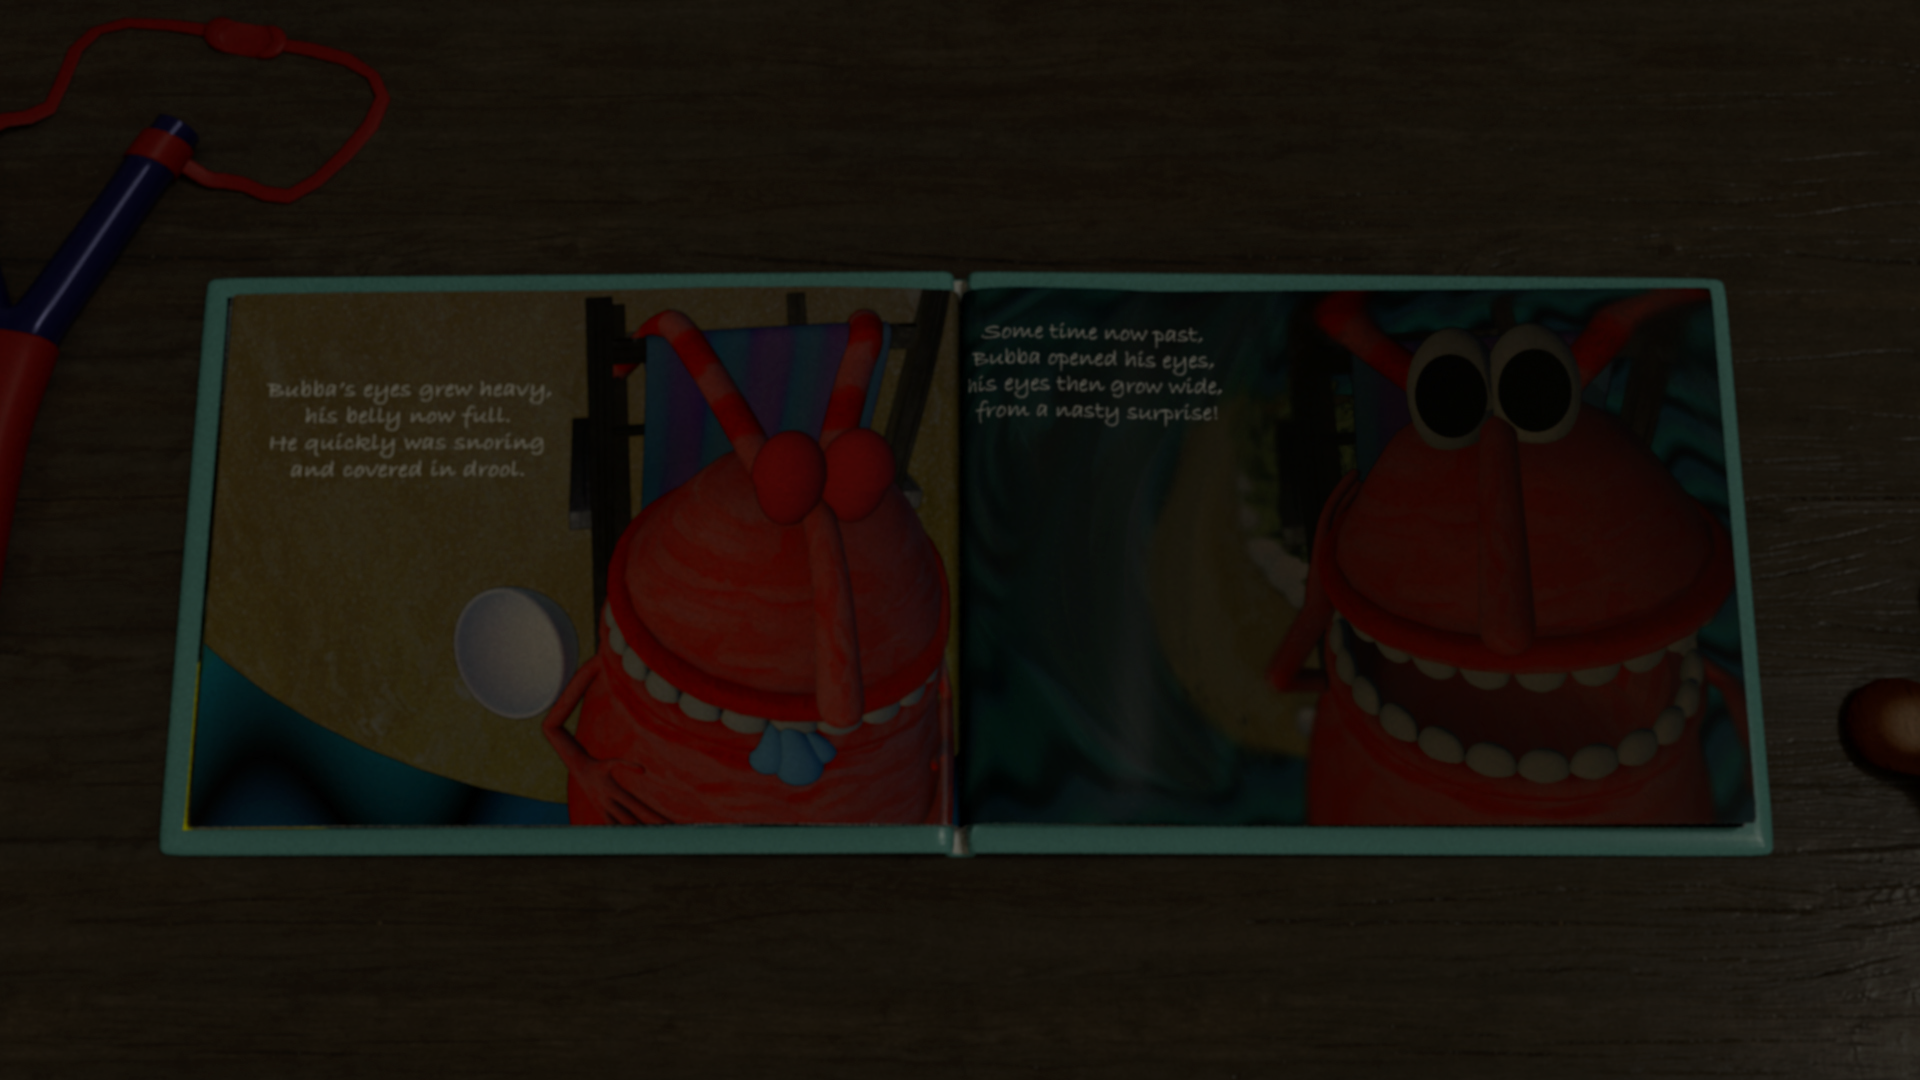 Bubba's eyes grew heavy,
his belly now full.
He quickly was snoring
and covered in drool.
Some time now past,
Bubba opened his eyes,
his eyes then grow wide,
from a nasty surprise!